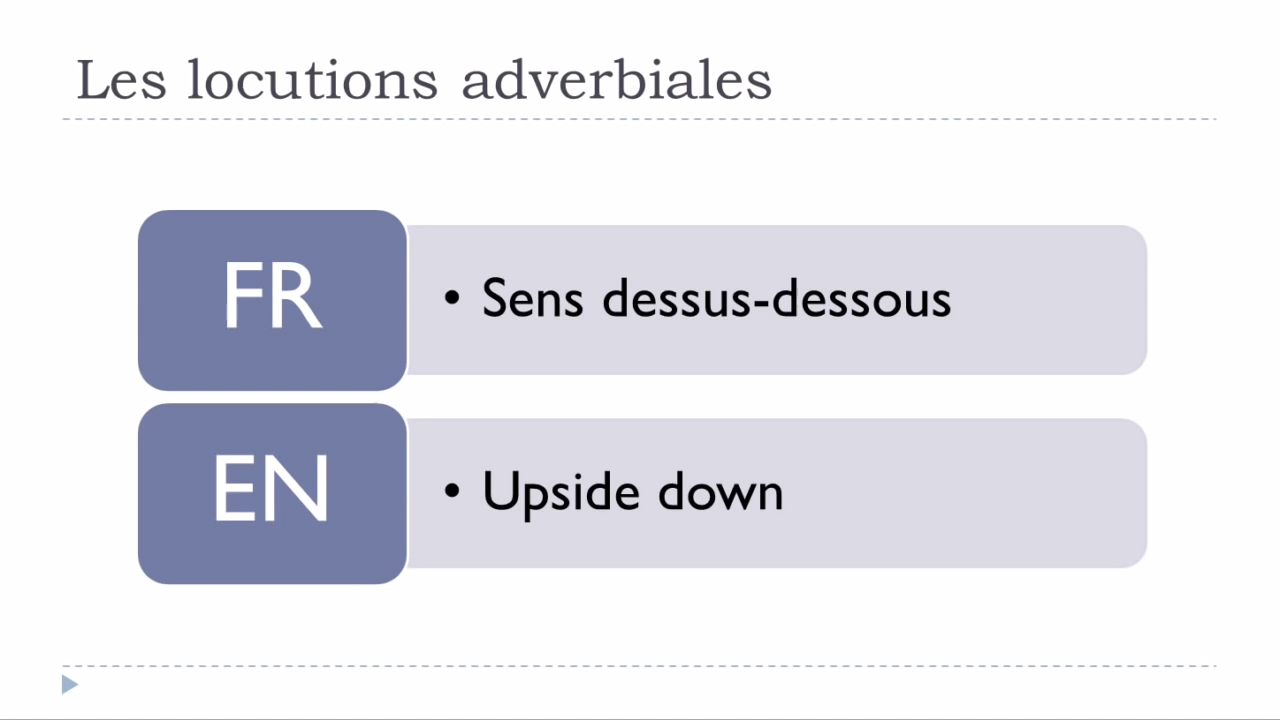 Les locutions adverbiales
FR
• Sens dessus-dessous
EN
• Upside down